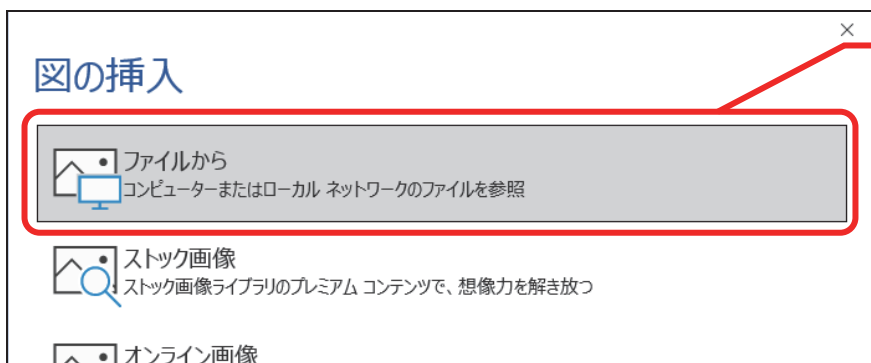 図の挿入
ファイルから
コンピューターまたはローカル ネットワークのファイルを参照
ストック画像
ストック画像ライブラリのプレミアム コンテンツで、想像力を解き放つ
オンライン画像